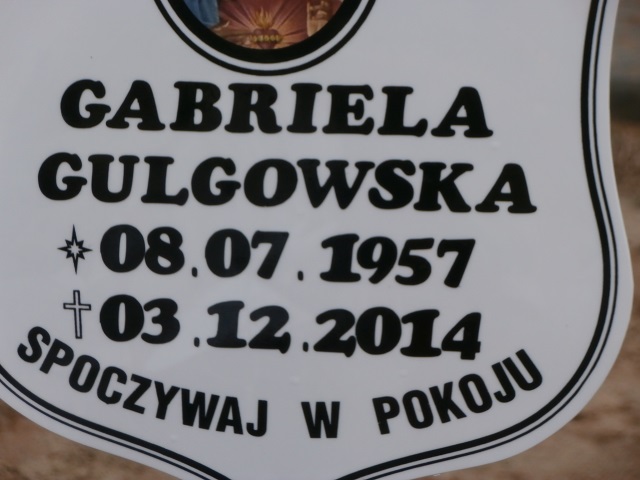 GABRIELA
GULGOWSKA
08.07.1957
03.12.2014
SPOCZYWAJ W POKOJU